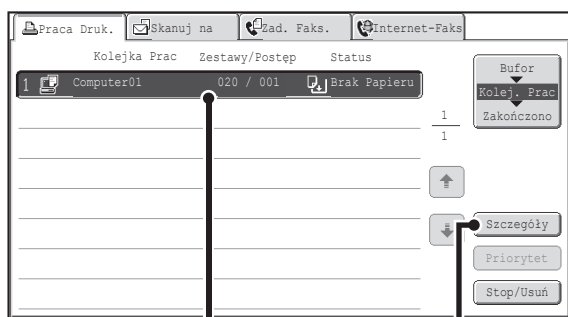 Praca Druk. Skanuj na Zad. Faks. Internet-Faks
Kolejka Prac Zestawy/Postęp Status
1 Computer01 020 / 001 Brak Papieru
Bufor
Kolej. Prac
Zakończono
1
1
Szczegóły
Priorytet
Stop/Usuń